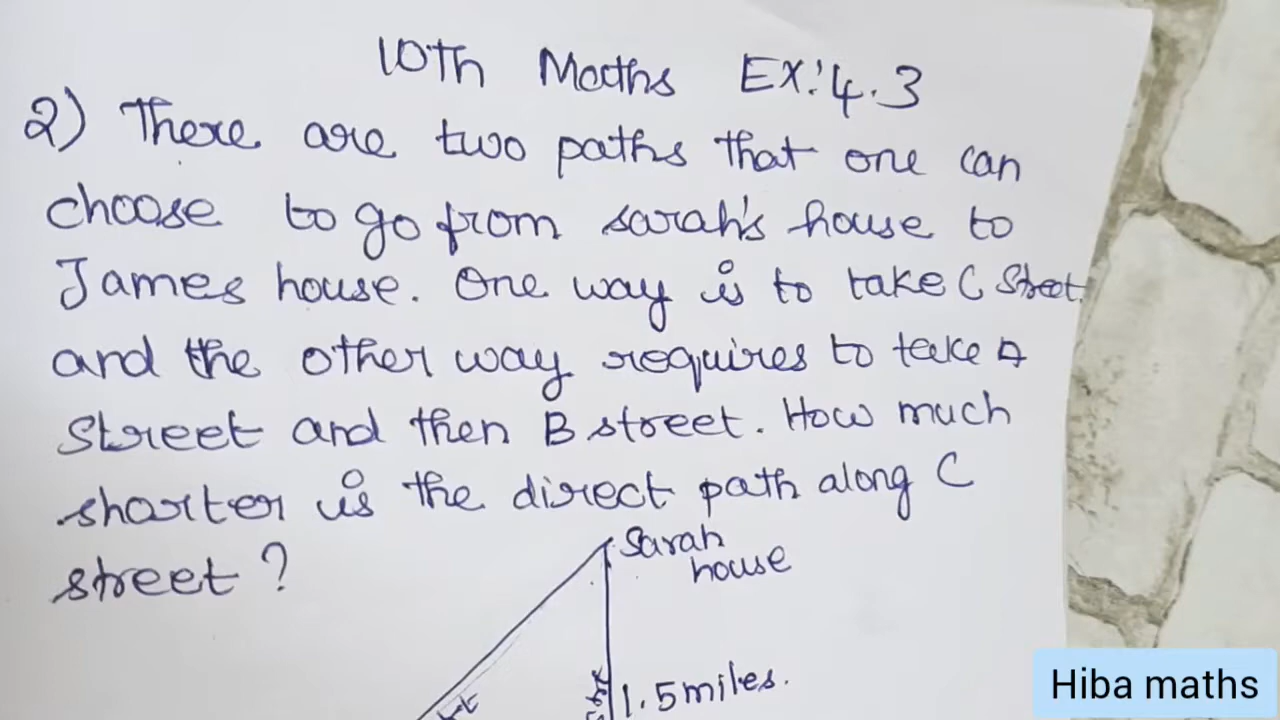 10Th Maths Ex: 4.3
2) There are two paths that one can
choose to go from sarah's house to
James house. One way is to take C Street.
and the other way requires to take A
street and then B street. How much
shorter is the direct path along C
street?
Sarah
house
1.5miles.
Hiba maths